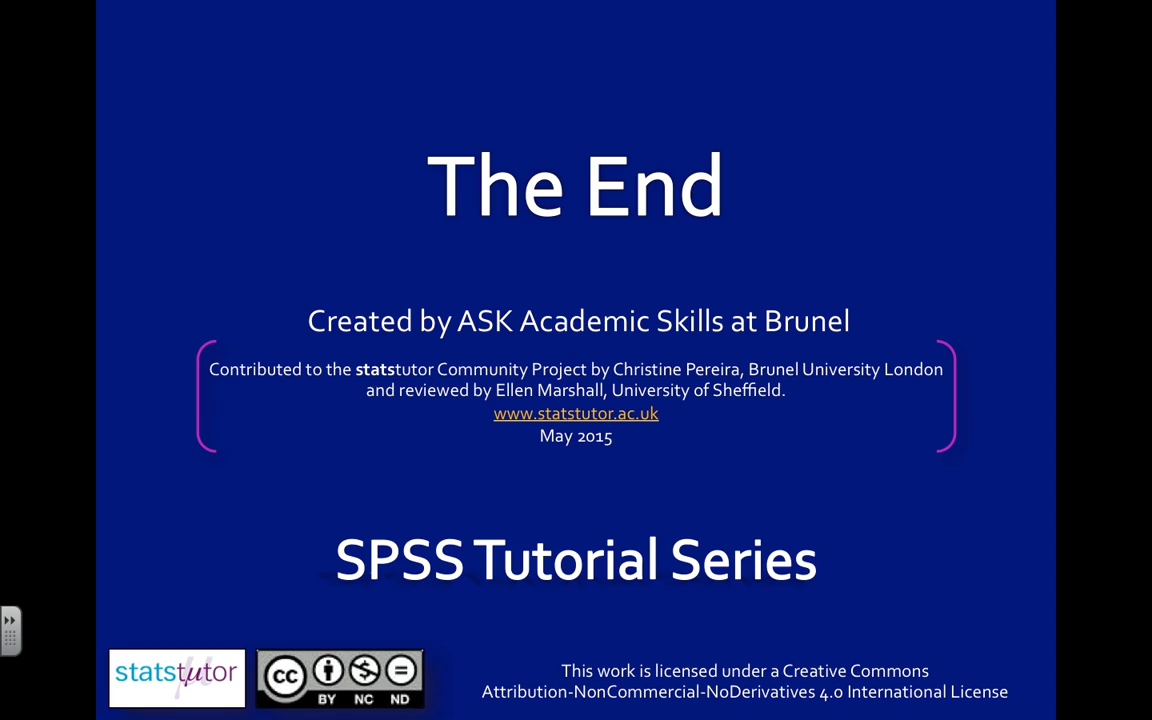 The End
Created by ASK Academic Skills at Brunel
Contributed to the statstutor Community Project by Christine Pereira, Brunel University London
and reviewed by Ellen Marshall, University of Sheffield.
www.statstutor.ac.uk
May 2015
SPSS Tutorial Series
statstutor
cc BY NC ND
This work is licensed under a Creative Commons
Attribution-NonCommercial-NoDerivatives 4.0 International License